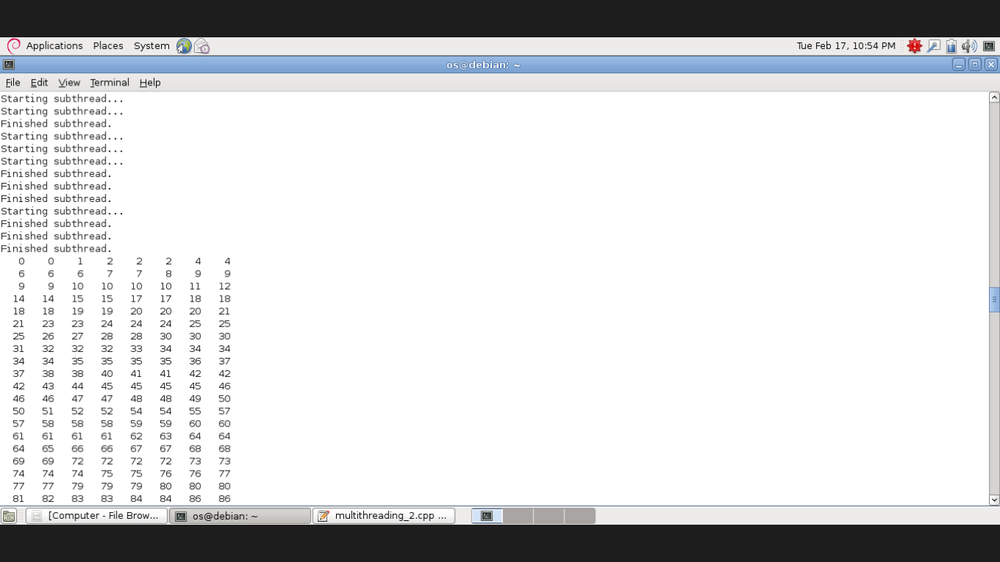 Applications Places System Tue Feb 17, 10:54 PM
os@debian: ~
File Edit View Terminal Help
Starting subthread...
Starting subthread...
Finished subthread.
Starting subthread...
Starting subthread...
Starting subthread...
Finished subthread.
Finished subthread.
Finished subthread.
Starting subthread...
Finished subthread.
Finished subthread.
Finished subthread.
0 0 1 2 2 2 4 4
6 6 6 7 7 8 9 9
9 9 10 10 10 10 11 12
14 14 15 15 17 17 18 18
18 18 19 19 20 20 20 21
21 23 23 24 24 24 25 25
25 26 27 28 28 30 30 30
31 32 32 32 33 34 34 34
34 34 35 35 35 35 36 37
37 38 38 40 41 41 42 42
42 43 44 45 45 45 45 46
46 46 47 47 48 48 49 50
50 51 52 52 54 54 55 57
57 58 58 58 59 59 60 60
61 61 61 61 62 63 64 64
64 65 66 66 67 67 68 68
69 69 72 72 72 72 73 73
74 74 74 75 75 76 76 77
77 77 79 79 79 80 80 80
81 82 83 83 84 84 86 86
[Computer - File Brow... os@debian: ~ multithreading_2.cpp ...